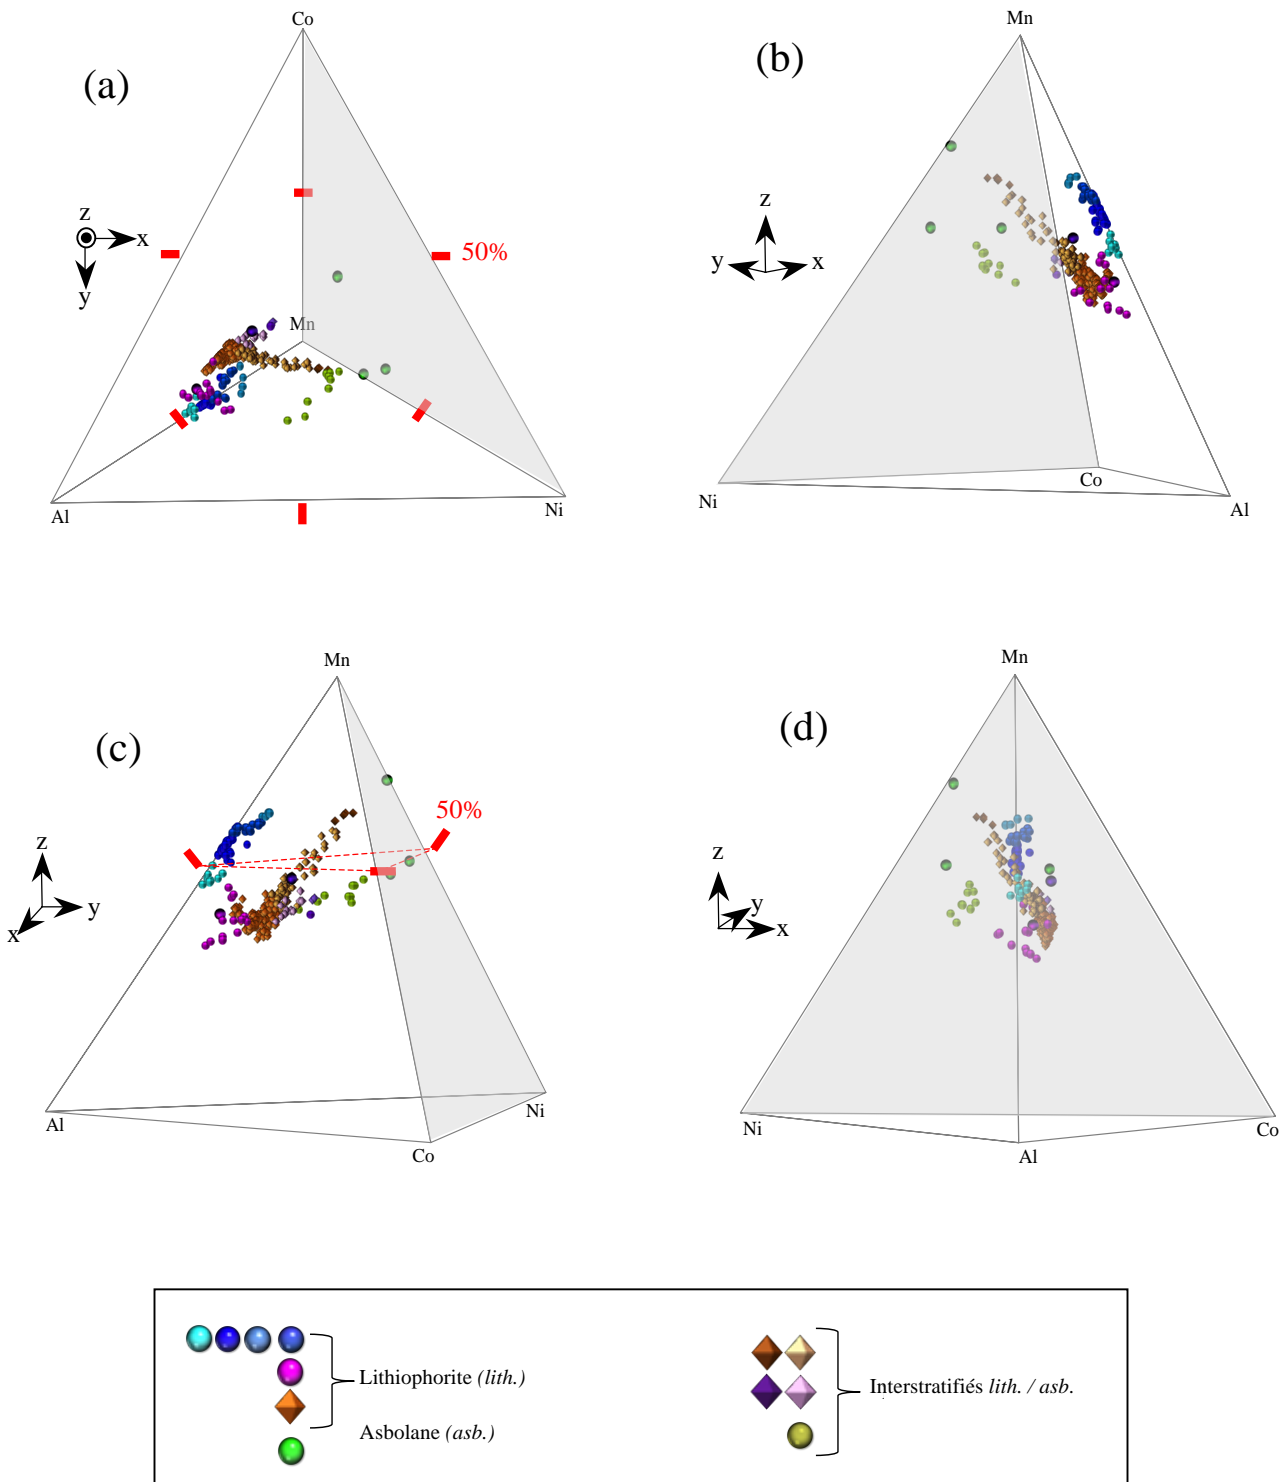 Co
(a)
z
x
y
50%
Mn
Al
Ni
Mn
(b)
z
y
x
Ni
Co
Al
Mn
(c)
50%
z
y
x
Al
Ni
Co
Mn
(d)
z
y
x
Ni
Al
Co
Lithiophorite (lith.)
Asbolane (asb.)
Interstratifiés lith. / asb.